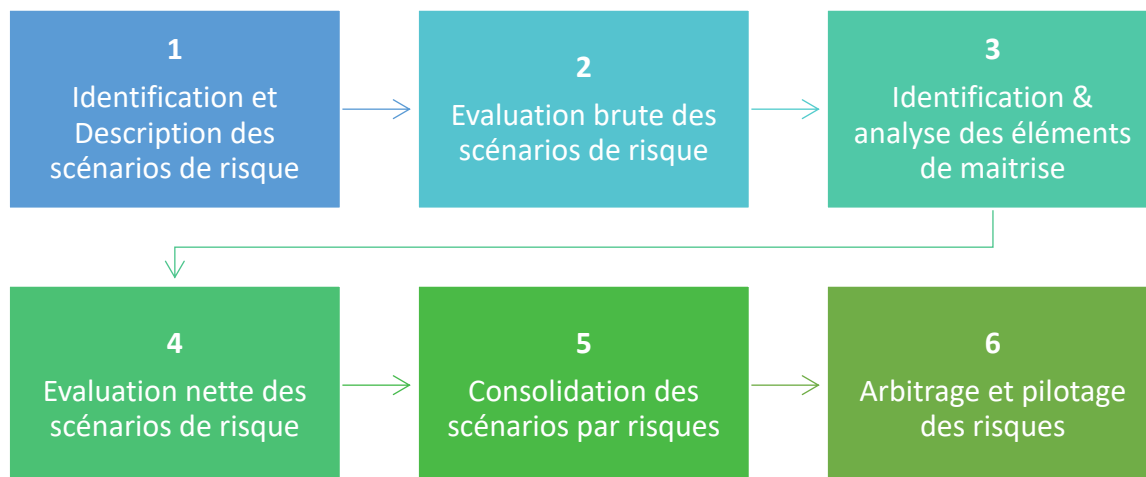 1
Identification et
Description des
scénarios de risque
2
Evaluation brute des
scénarios de risque
3
Identification &
analyse des éléments
de maitrise
4
Evaluation nette des
scénarios de risque
5
Consolidation des
scénarios par risques
6
Arbitrage et pilotage
des risques